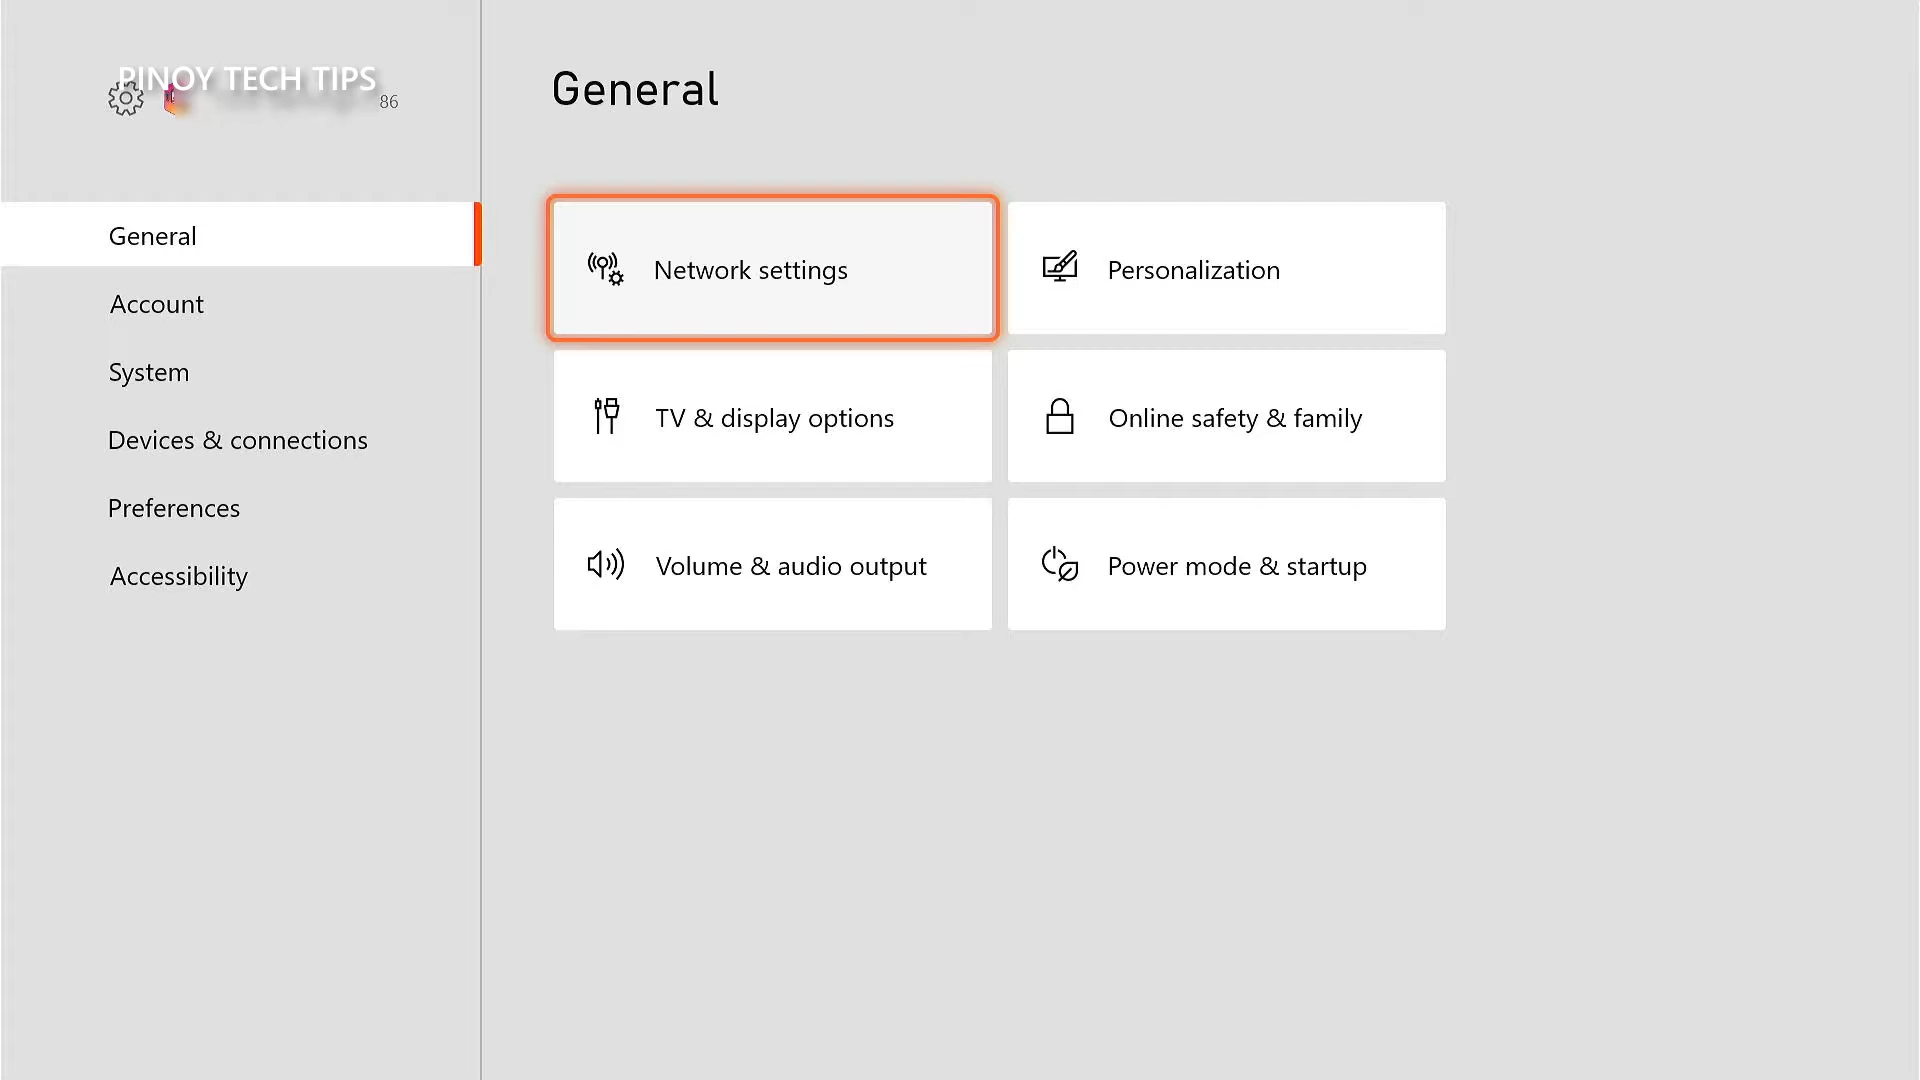 PINOY TECH TIPS
86
General
General
Account
System
Devices & connections
Preferences
Accessibility
Network settings
Personalization
TV & display options
Online safety & family
Volume & audio output
Power mode & startup